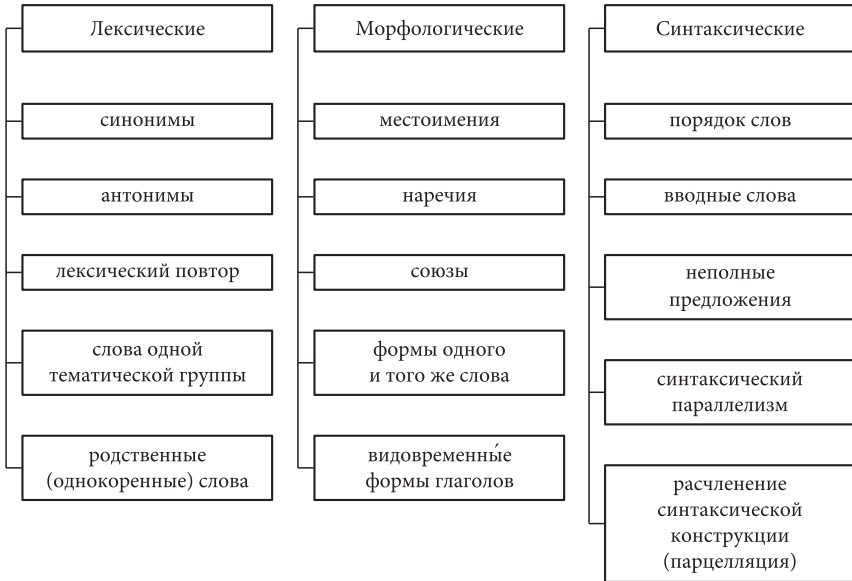 Лексические
синонимы
антонимы
лексический повтор
слова одной
тематической группы
родственные
(однокоренные) слова
Морфологические
местоимения
наречия
союзы
формы одного
и того же слова
видовременны́е
формы глаголов
Синтаксические
порядок слов
вводные слова
неполные
предложения
синтаксический
параллелизм
расчленение
синтаксической
конструкции
(парцелляция)